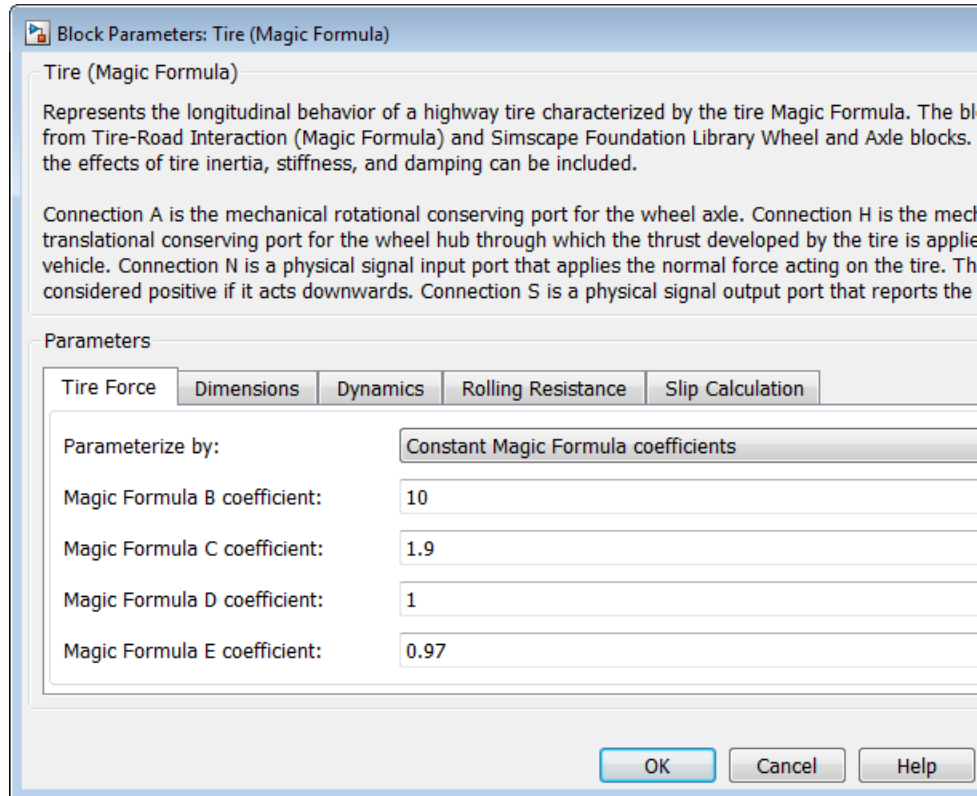 Block Parameters: Tire (Magic Formula)
Tire (Magic Formula)
Represents the longitudinal behavior of a highway tire characterized by the tire Magic Formula. The
from Tire-Road Interaction (Magic Formula) and Simscape Foundation Library Wheel and Axle blocks.
the effects of tire inertia, stiffness, and damping can be included.
Connection A is the mechanical rotational conserving port for the wheel axle. Connection H is the
translational conserving port for the wheel hub through which the thrust developed by the tire is
vehicle. Connection N is a physical signal input port that applies the normal force acting on the tire.
considered positive if it acts downwards. Connection S is a physical signal output port that reports the
Parameters
Tire Force Dimensions Dynamics Rolling Resistance Slip Calculation
Parameterize by: Constant Magic Formula coefficients
Magic Formula B coefficient: 10
Magic Formula C coefficient: 1.9
Magic Formula D coefficient: 1
Magic Formula E coefficient: 0.97
OK Cancel Help